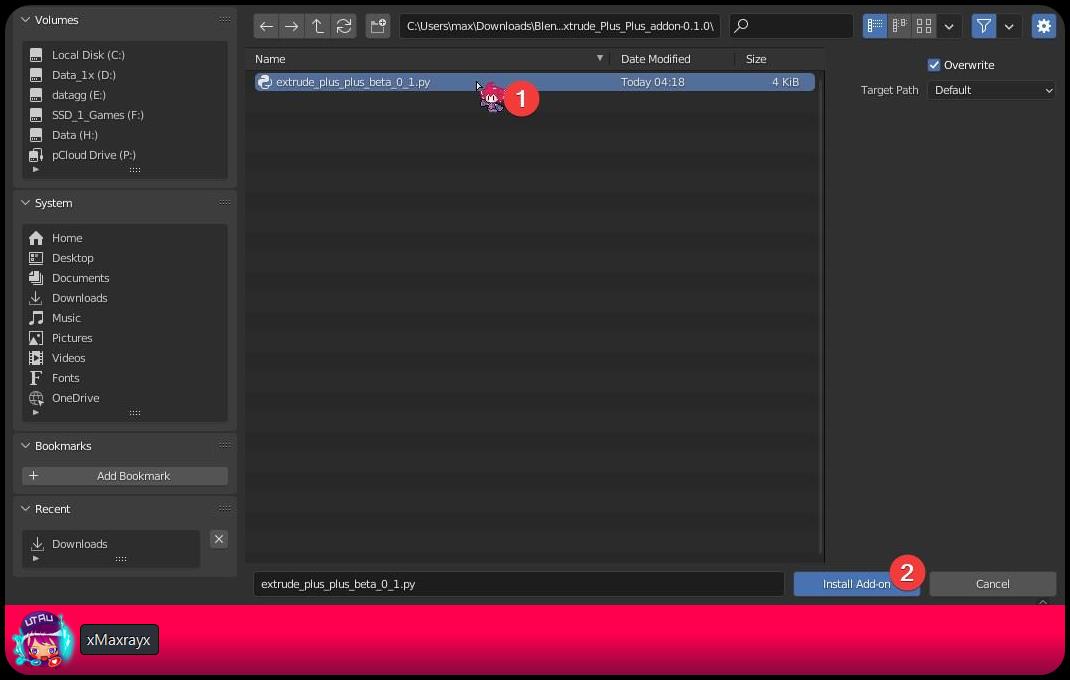 Volumes
Local Disk (C:)
Data_1x (D:)
datagg (E:)
SSD_1_Games (F:)
Data (H:)
pCloud Drive (P:)
System
Home
Desktop
Documents
Downloads
Music
Pictures
Videos
Fonts
OneDrive
Bookmarks
Add Bookmark
Recent
Downloads
C:\Users\max\Downloads\Blen...xtrude_Plus_Plus_addon-0.1.0\
Name Date Modified Size
extrude_plus_plus_beta_0_1.py Today 04:18 4 KiB
1
Overwrite
Target Path Default
extrude_plus_plus_beta_0_1.py
Install Add-on
2
Cancel
UTAU
xMaxrayx